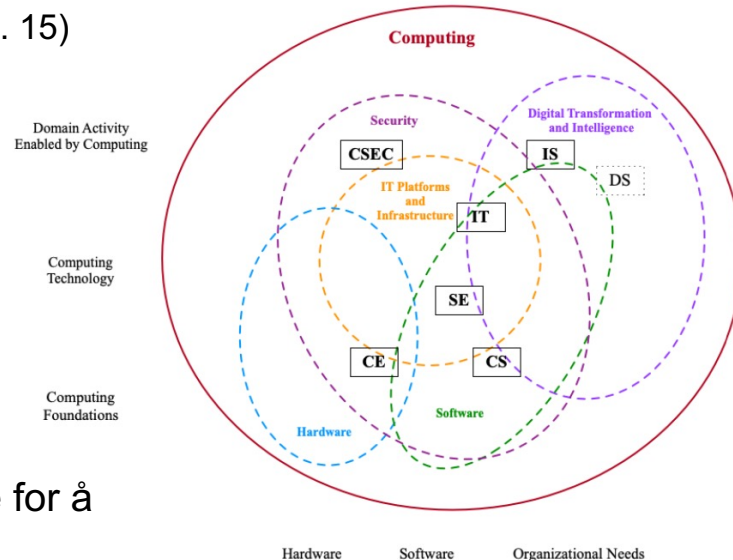 . 15)
Computing
Domain Activity
Enabled by Computing
Security
Digital Transformation
and Intelligence
CSEC
IS
DS
IT Platforms
and
Infrastructure
IT
Computing
Technology
SE
CE
CS
Computing
Foundations
Software
Hardware
for å
Hardware
Software
Organizational Needs